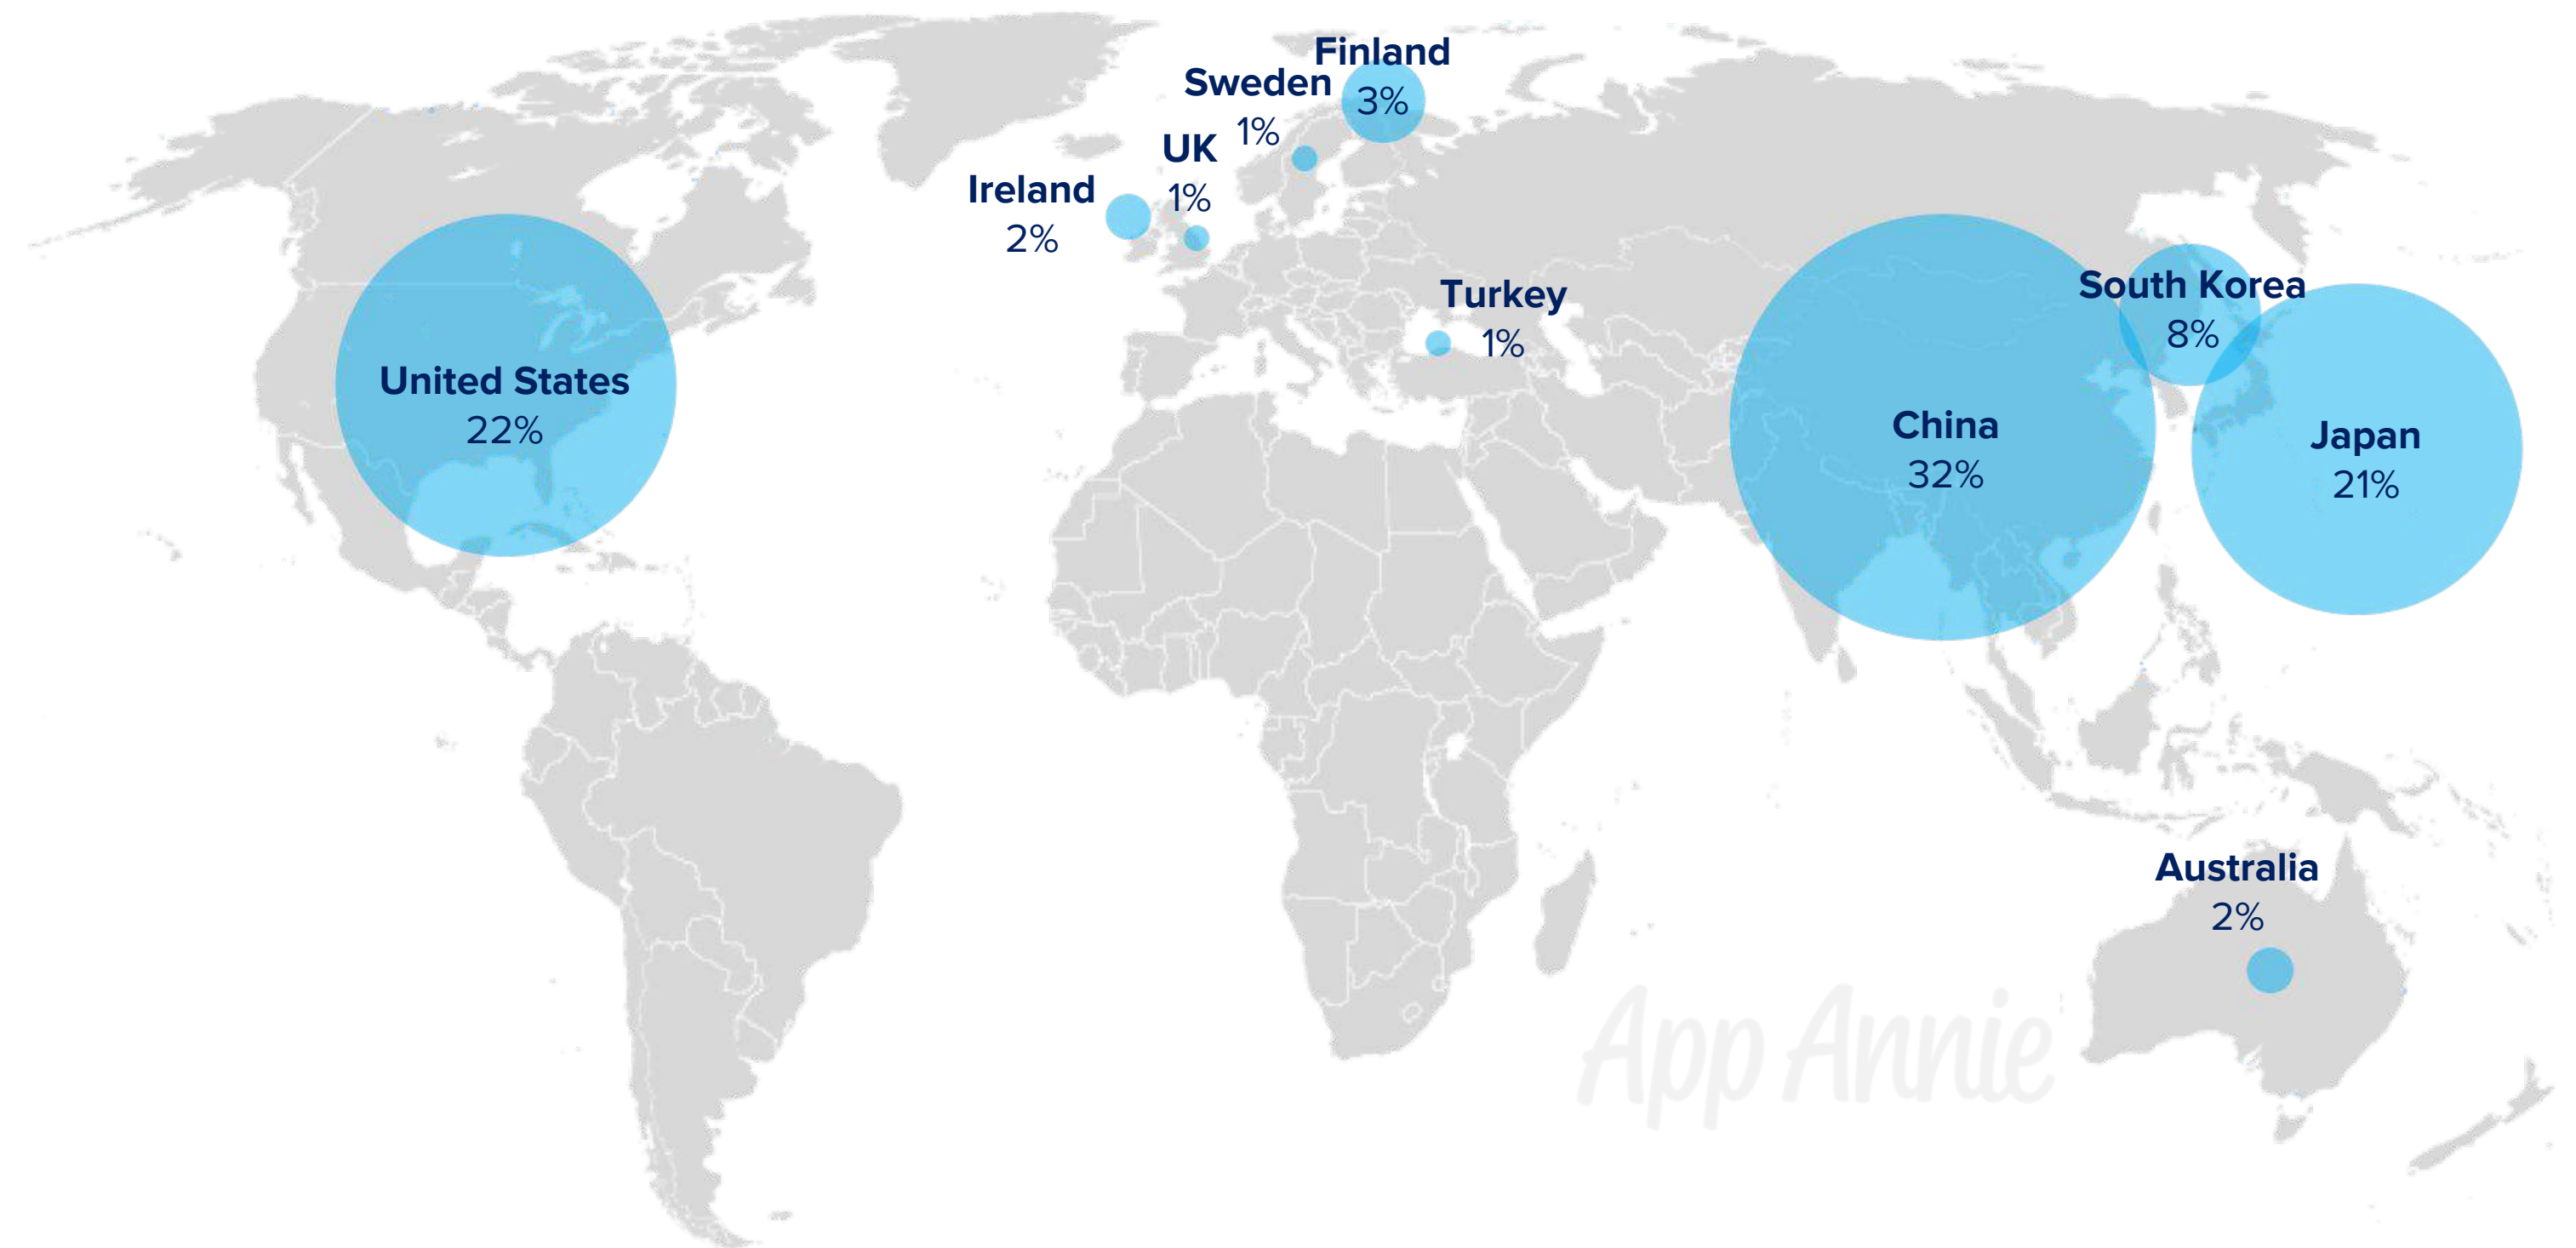 Finland
3%
Sweden
1%
UK
1%
Ireland
2%
Turkey
1%
United States
22%
China
32%
South Korea
8%
Japan
21%
Australia
2%
App Annie